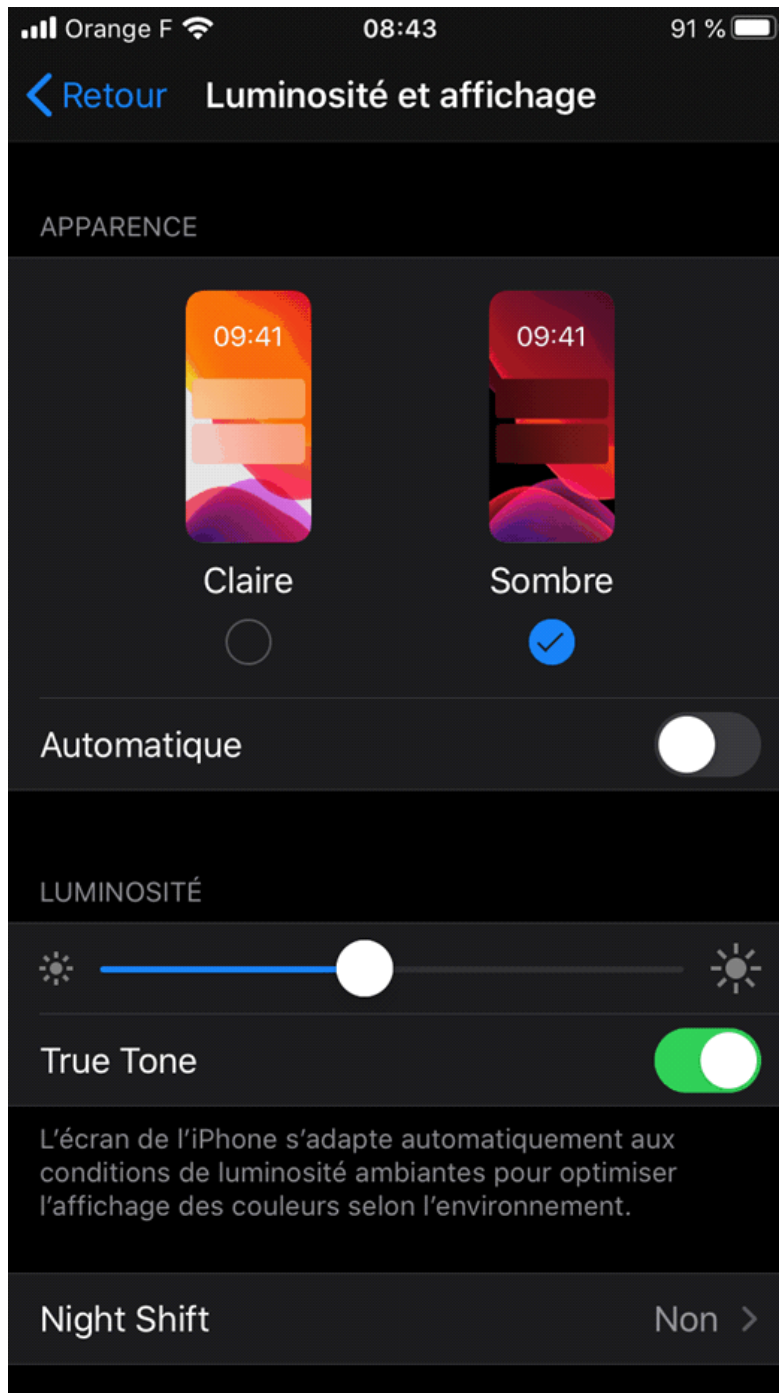 Orange F 08:43 91 %
Retour Luminosité et affichage
APPARENCE
09:41 09:41
Claire Sombre
Automatique
LUMINOSITÉ
True Tone
L’écran de l’iPhone s’adapte automatiquement aux
conditions de luminosité ambiantes pour optimiser
l’affichage des couleurs selon l’environnement.
Night Shift Non